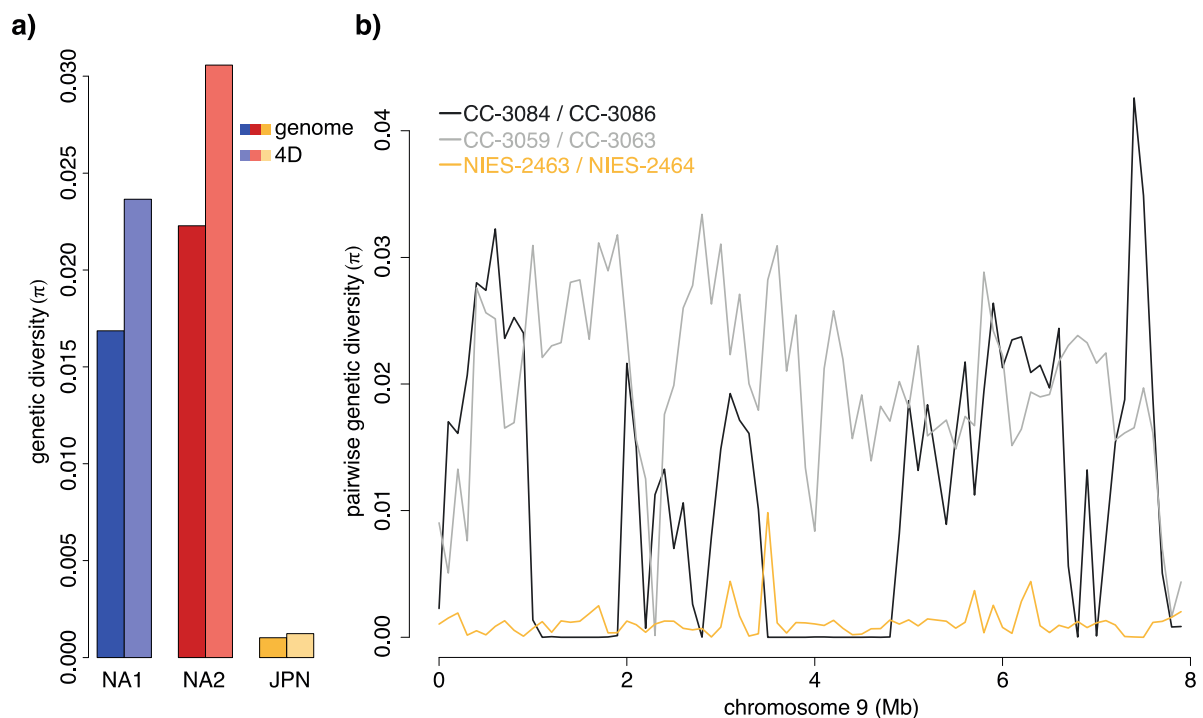 a)
genetic diversity (π)
0.000
0.005
0.010
0.015
0.020
0.025
0.030
NA1
NA2
JPN
genome
4D
b)
pairwise genetic diversity (π)
0.00
0.01
0.02
0.03
0.04
CC-3084 / CC-3086
CC-3059 / CC-3063
NIES-2463 / NIES-2464
0
2
4
6
8
chromosome 9 (Mb)